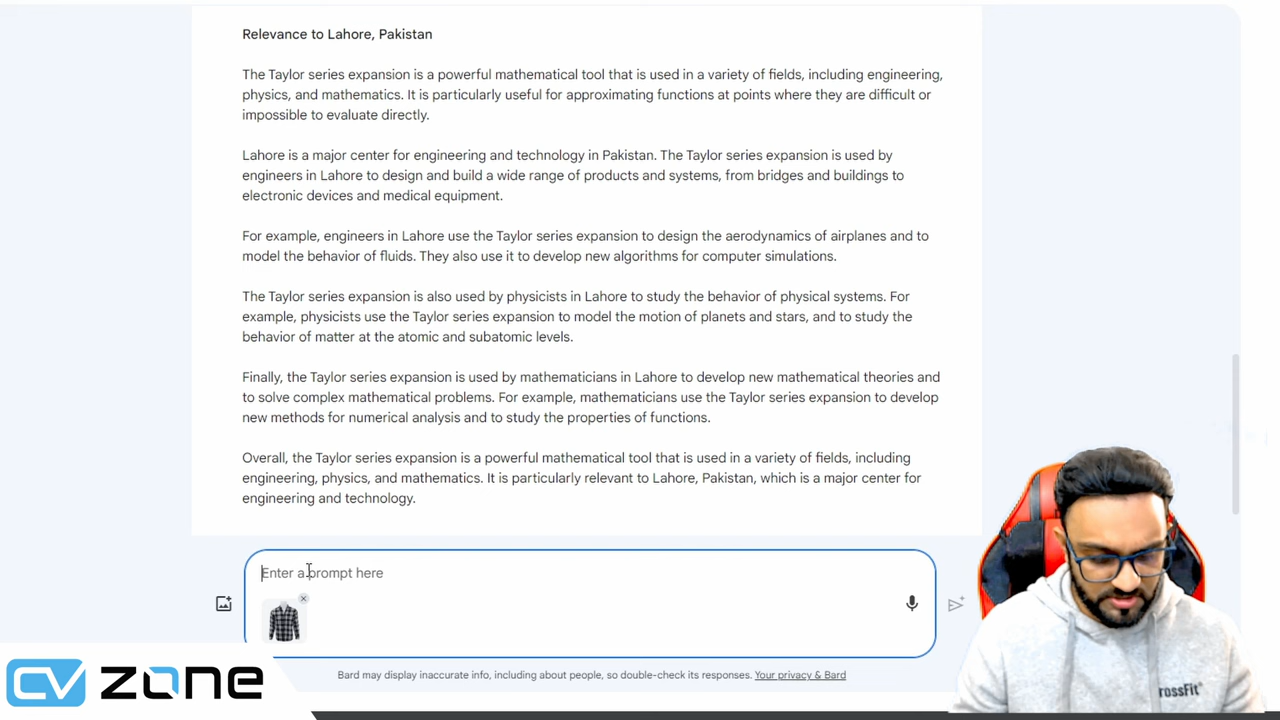 Relevance to Lahore, Pakistan
The Taylor series expansion is a powerful mathematical tool that is used in a variety of fields, including engineering,
physics, and mathematics. It is particularly useful for approximating functions at points where they are difficult or
impossible to evaluate directly.
Lahore is a major center for engineering and technology in Pakistan. The Taylor series expansion is used by
engineers in Lahore to design and build a wide range of products and systems, from bridges and buildings to
electronic devices and medical equipment.
For example, engineers in Lahore use the Taylor series expansion to design the aerodynamics of airplanes and to
model the behavior of fluids. They also use it to develop new algorithms for computer simulations.
The Taylor series expansion is also used by physicists in Lahore to study the behavior of physical systems. For
example, physicists use the Taylor series expansion to model the motion of planets and stars, and to study the
behavior of matter at the atomic and subatomic levels.
Finally, the Taylor series expansion is used by mathematicians in Lahore to develop new mathematical theories and
to solve complex mathematical problems. For example, mathematicians use the Taylor series expansion to develop
new methods for numerical analysis and to study the properties of functions.
Overall, the Taylor series expansion is a powerful mathematical tool that is used in a variety of fields, including
engineering, physics, and mathematics. It is particularly relevant to Lahore, Pakistan, which is a major center for
engineering and technology.
Enter a prompt here
Bard may display inaccurate info, including about people, so double-check its responses. Your privacy & Bard
CV zone
rossFit